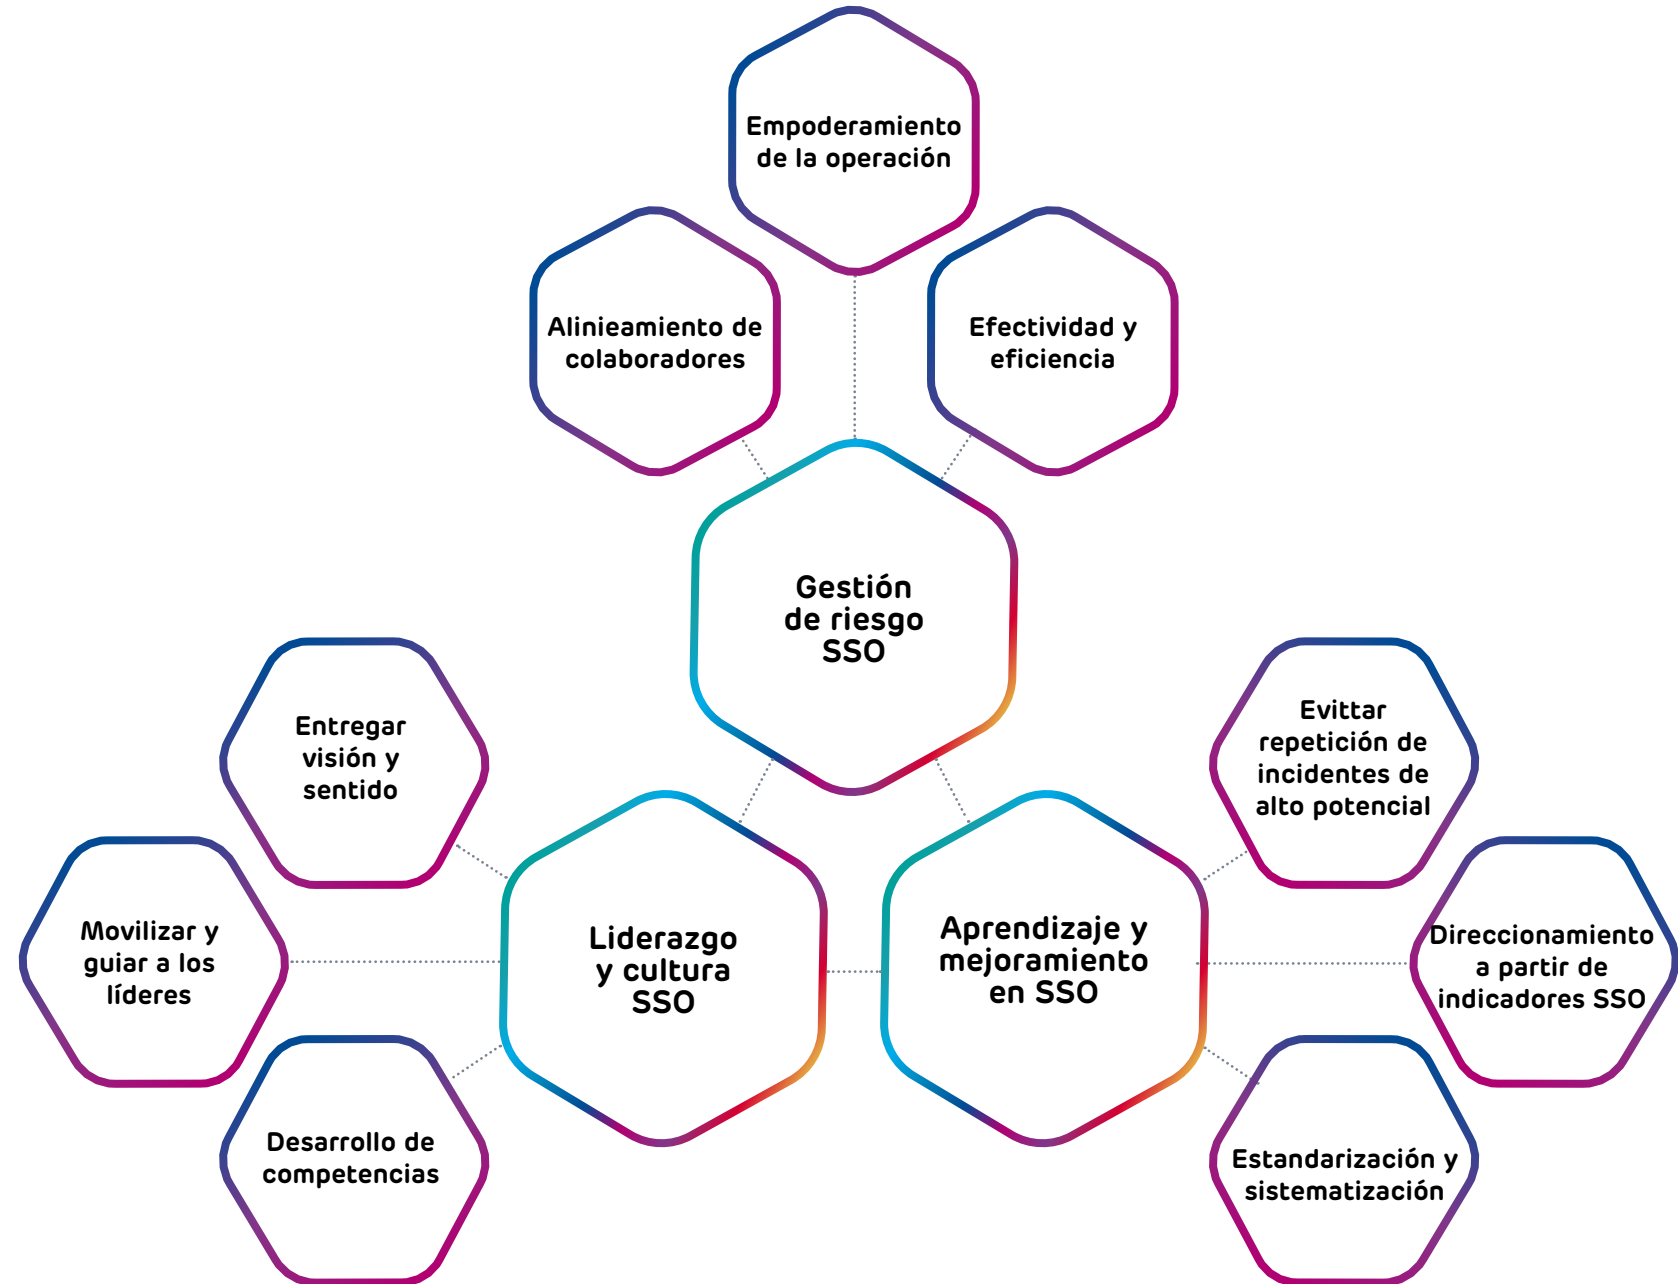 Empoderamiento
de la operación
Alinieamiento de
colaboradores
Efectividad y
eficiencia
Gestión
de riesgo
SSO
Entregar
visión y
sentido
Movilizar y
guiar a los
líderes
Desarrollo de
competencias
Liderazgo
y cultura
SSO
Aprendizaje y
mejoramiento
en SSO
Evittar
repetición de
incidentes de
alto potencial
Direccionamiento
a partir de
indicadores SSO
Estandarización y
sistematización